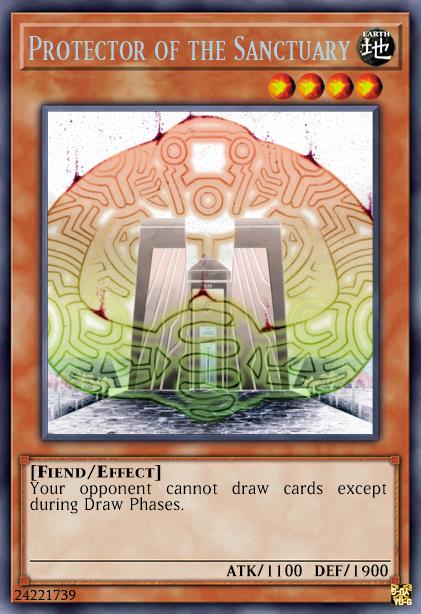 Protector of the Sanctuary
EARTH
地
[Fiend/Effect]
Your opponent cannot draw cards except
during Draw Phases.
ATK/1100 DEF/1900
24221739